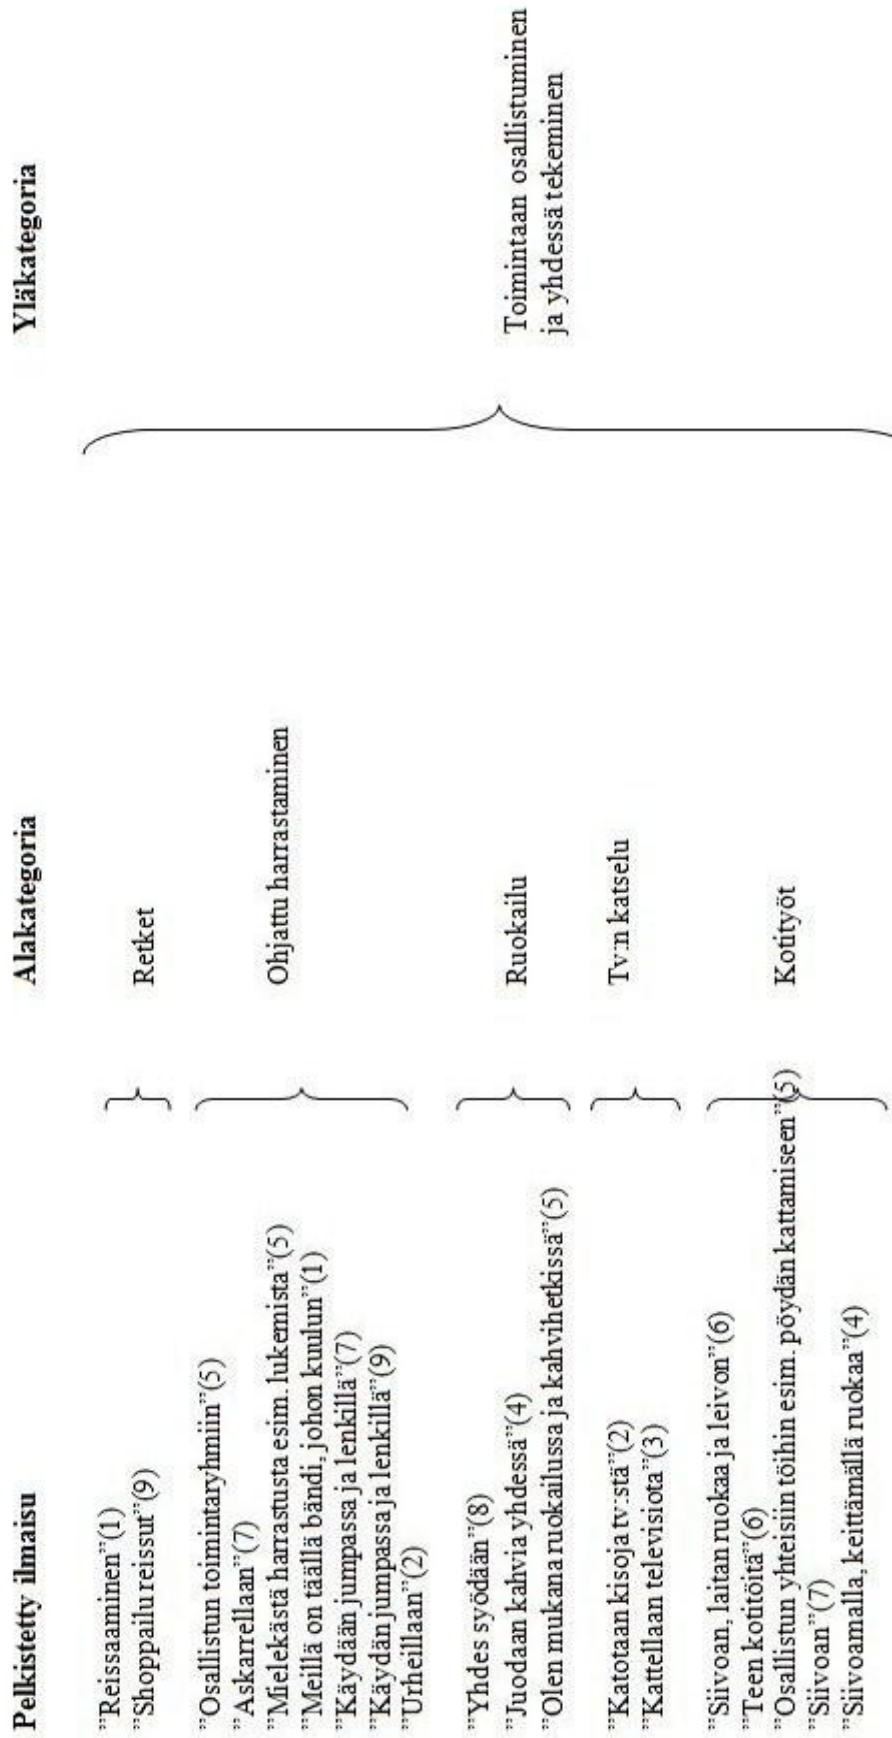 Pelkistetty ilmaisu
Alakategoria
Yläkategoria
”Reissaaminen”(1)
”Shoppailu reissut”(9)
Retket
”Osallistun toimintaryhmiin”(5)
”Askarrellaan”(7)
”Mielekästä harrastusta esim. lukemista”(5)
”Meillä on täällä bändi, johon kuulun”(1)
”Käydään jumpassa ja lenkillä”(7)
”Käydän jumpassa ja lenkillä”(9)
”Urheillaan”(2)
Ohjattu harrastaminen
”Yhdes syödään”(8)
”Juodaan kahvia yhdessä”(4)
”Olen mukana ruokailussa ja kahvihetkissä”(5)
Ruokailu
”Katotaan kisoja tv:stä”(2)
”Kattellaan televisiota”(3)
Tv:n katselu
”Siivoan, laitan ruokaa ja leivon”(6)
”Teen kotitöitä”(6)
”Osallistun yhteisiin töihin esim. pöydän kattamiseen”(5)
”Siivoan”(7)
”Siivoamalla, keittämällä ruokaa”(4)
Kotityöt
Toimintaan osallistuminen
ja yhdessä tekeminen